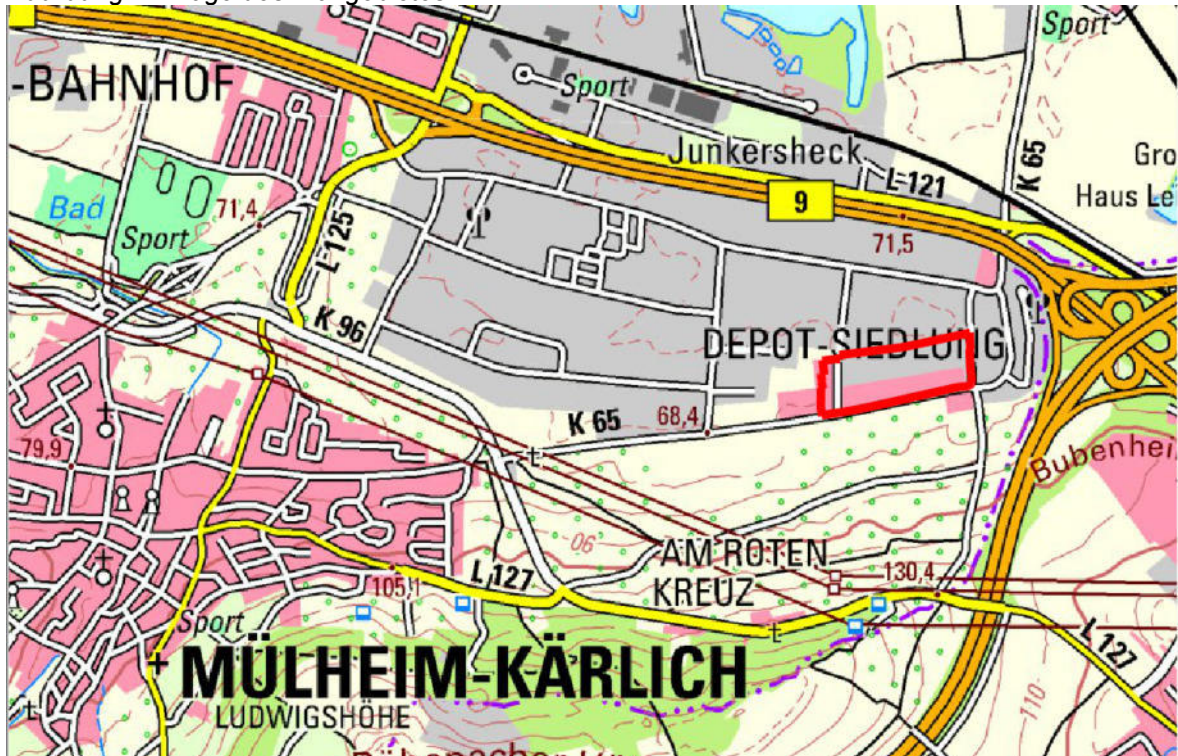 Sport
-BAHNHOF
Sport
Junkersheck
Gro
K 65
L 121
Haus Le
9
Bad
71,4
Sport
71,5
L 125
K 96
DEPOT-SIEDLUNG
K 65
68,4
79,9
Bubenhei
06
AM ROTEN
KREUZ
130,4
105,1
L 127
Sport
L 127
MÜLHEIM-KÄRLICH
LUDWIGSHÖHE
110